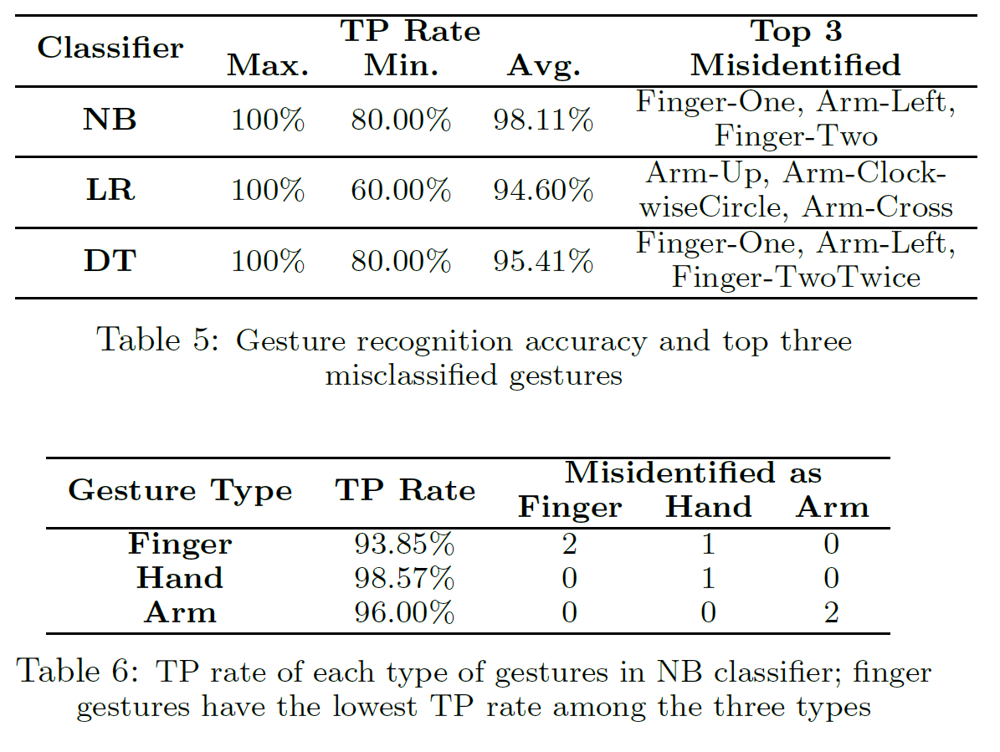 Classifier TP Rate Top 3
Max. Min. Avg. Misidentified
NB 100% 80.00% 98.11% Finger-One, Arm-Left,
Finger-Two
LR 100% 60.00% 94.60% Arm-Up, Arm-Clock-
wiseCircle, Arm-Cross
DT 100% 80.00% 95.41% Finger-One, Arm-Left,
Finger-TwoTwice
Table 5: Gesture recognition accuracy and top three
misclassified gestures
Gesture Type TP Rate Misidentified as
Finger Hand Arm
Finger 93.85% 2 1 0
Hand 98.57% 0 1 0
Arm 96.00% 0 0 2
Table 6: TP rate of each type of gestures in NB classifier; finger
gestures have the lowest TP rate among the three types